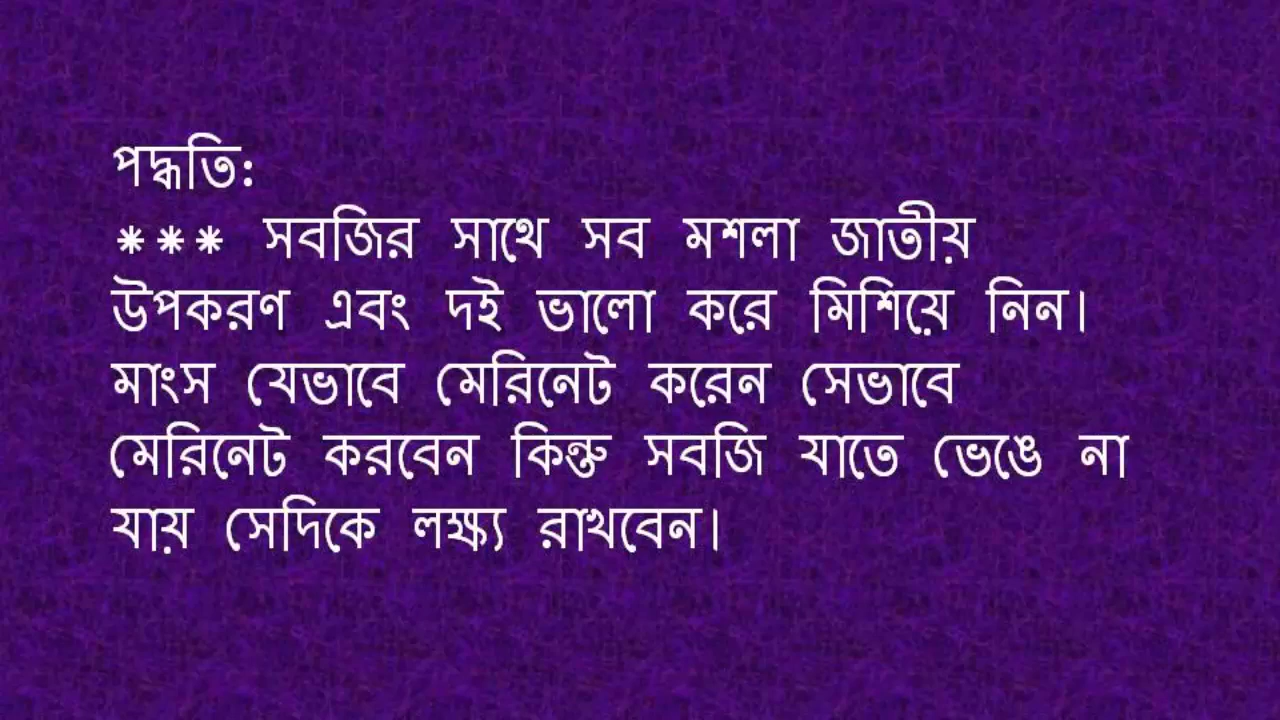 পদ্ধতি:
*** সবজির সাথে সব মশলা জাতীয়
উপকরণ এবং দই ভালো করে মিশিয়ে নিন।
মাংস যেভাবে মেরিনেট করেন সেভাবে
মেরিনেট করবেন কিন্তু সবজি যাতে ভেঙে না
যায় সেদিকে লক্ষ্য রাখবেন।